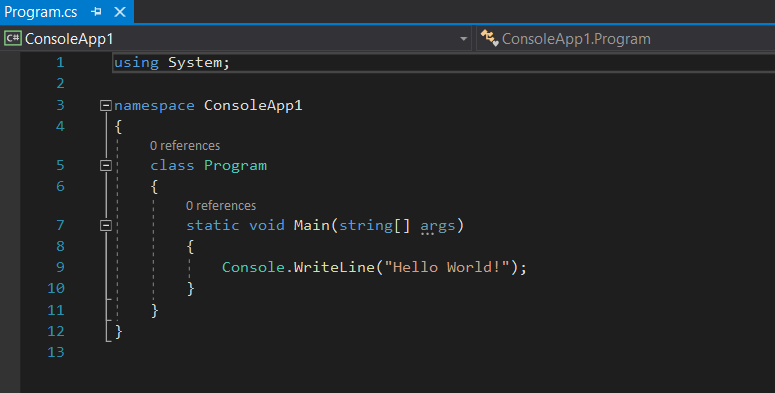 Program.cs
C# ConsoleApp1 ConsoleApp1.Program
1 using System;
2
3 namespace ConsoleApp1
4 {
0 references
5 class Program
6 {
0 references
7 static void Main(string[] args)
8 {
9 Console.WriteLine("Hello World!");
10 }
11 }
12 }
13